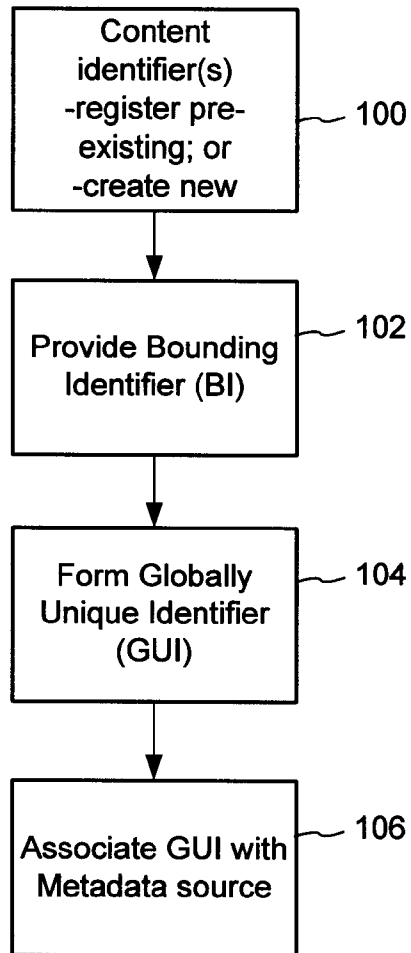 Content
identifier(s)
-register pre-
existing; or
-create new
100
Provide Bounding
Identifier (BI)
102
Form Globally
Unique Identifier
(GUI)
104
Associate GUI with
Metadata source
106